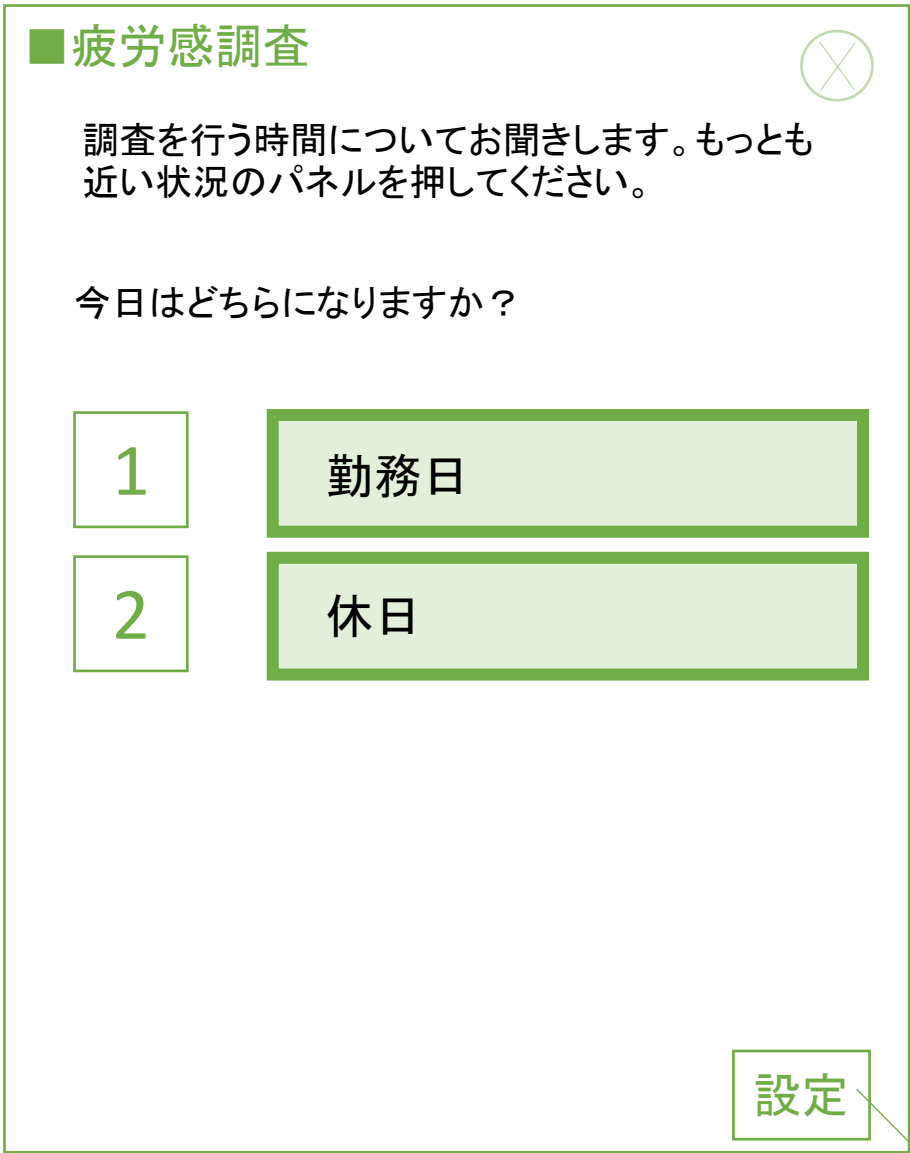 ■疲労感調査
調査を行う時間についてお聞きします。もっとも
近い状況のパネルを押してください。
今日はどちらになりますか？
1 勤務日
2 休日
設定